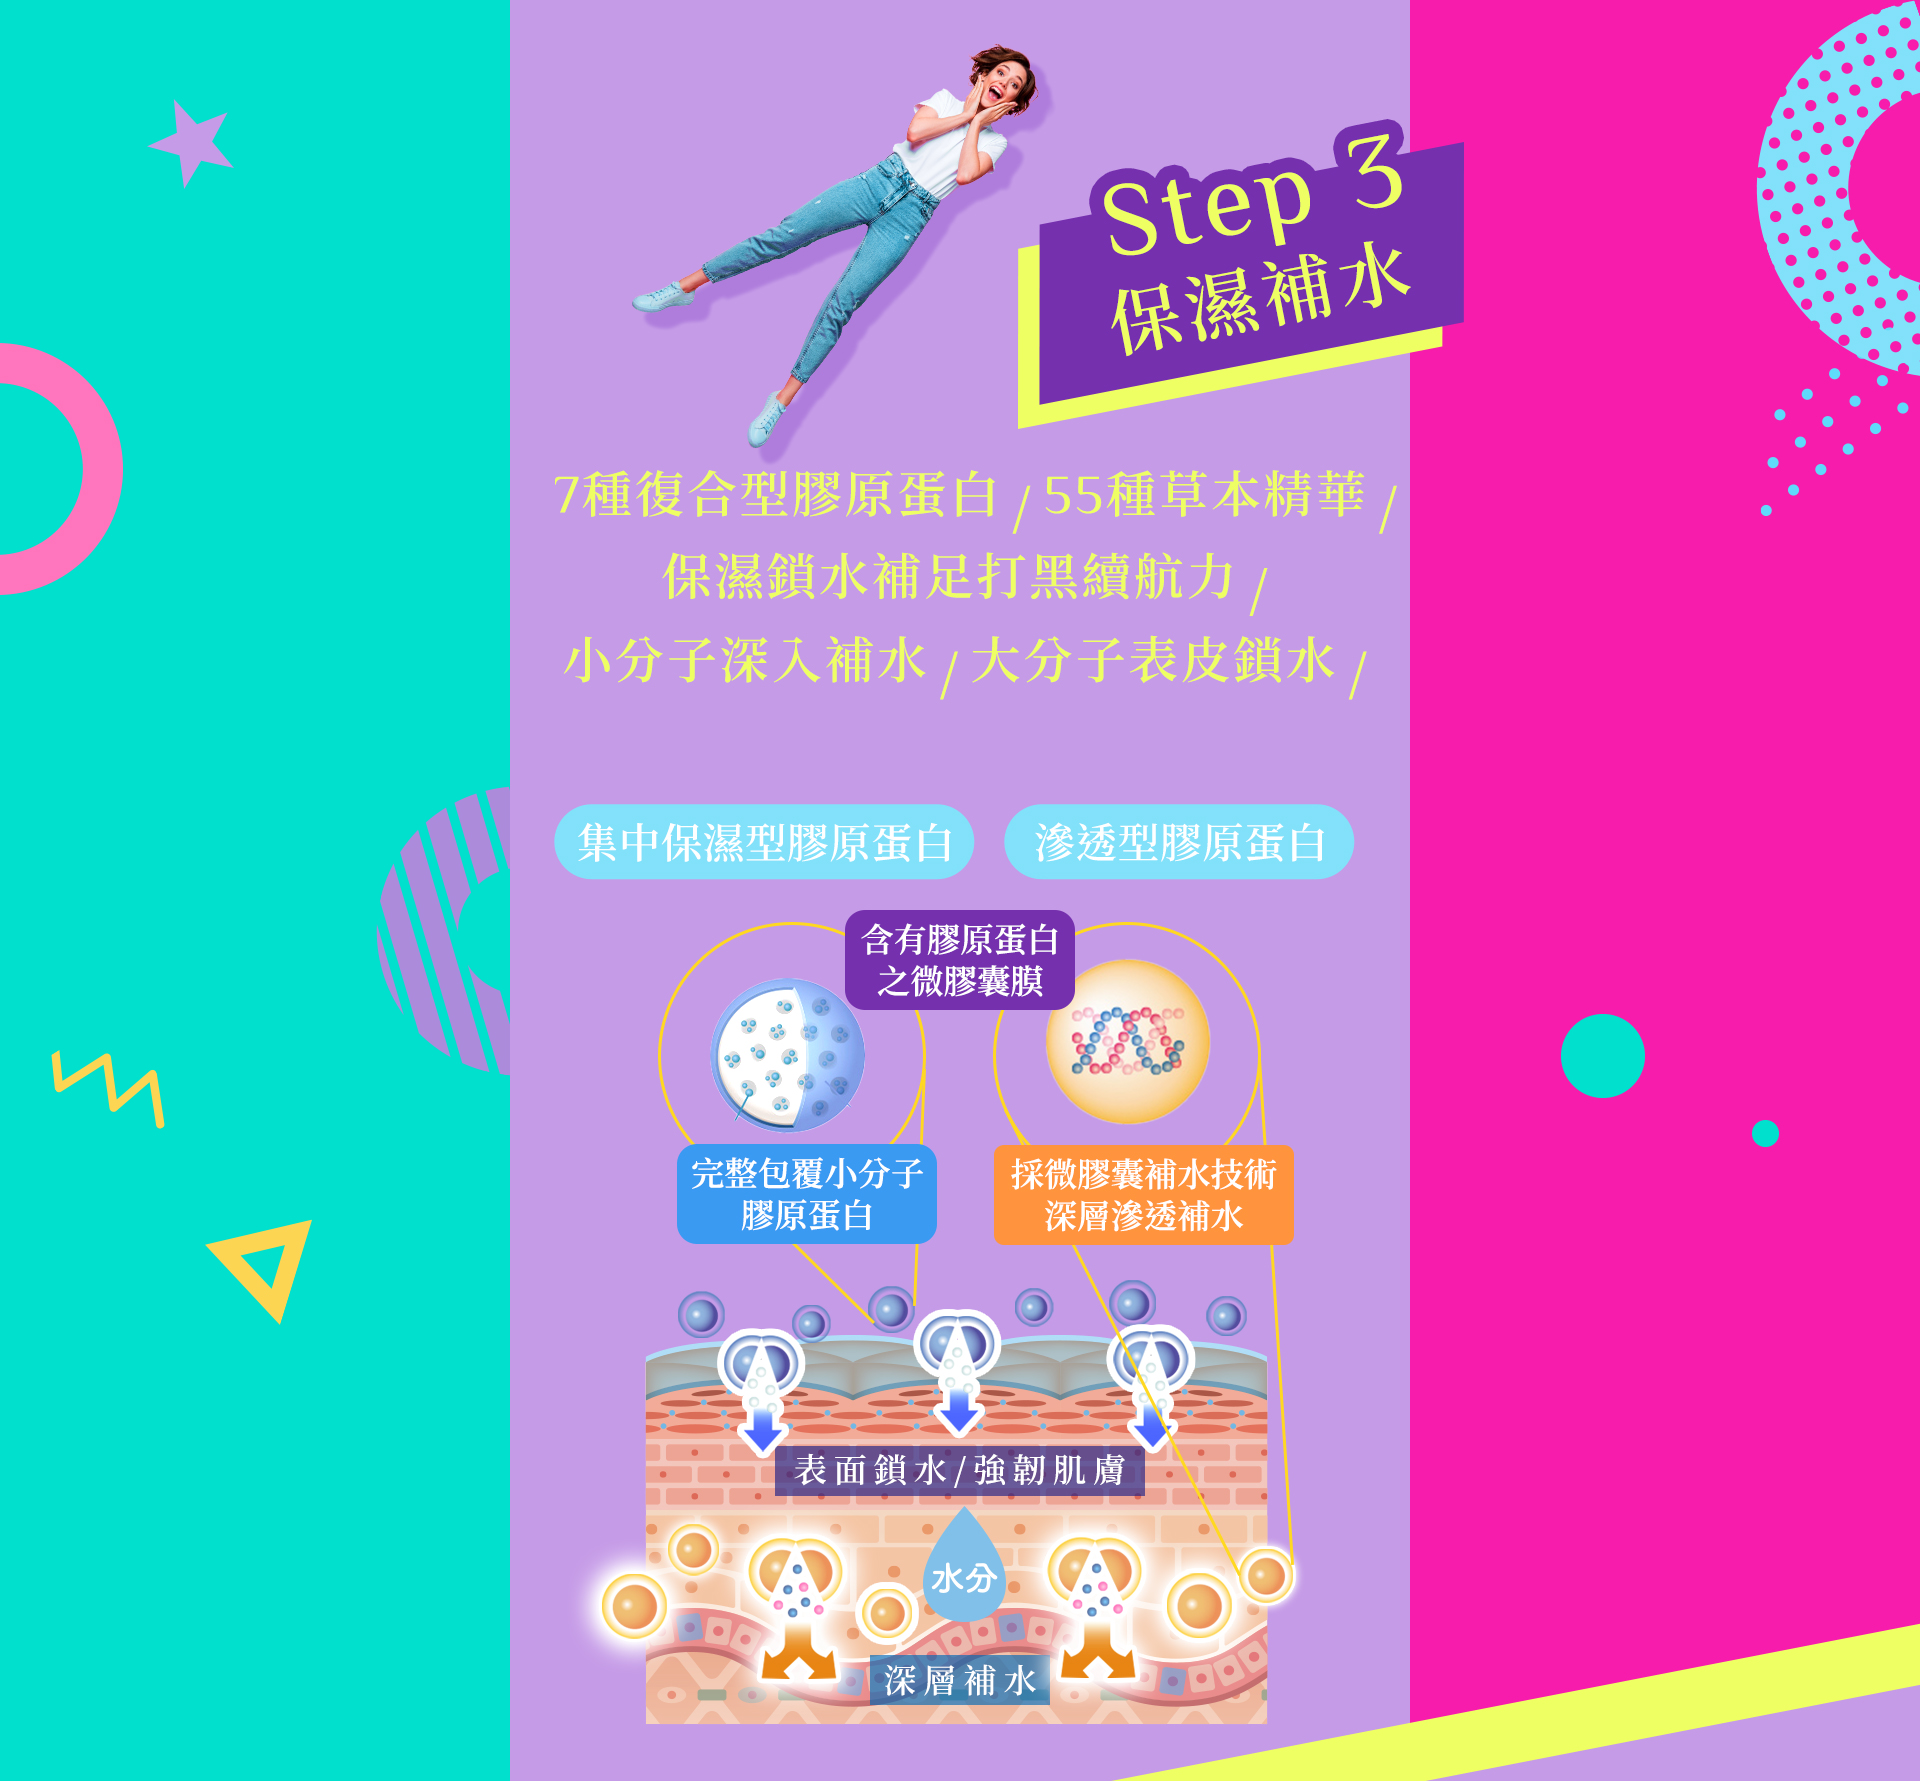 Step 3
保濕補水
7種復合型膠原蛋白 / 55種草本精華 /
保濕鎖水補足打黑續航力 /
小分子深入補水 / 大分子表皮鎖水 /
集中保濕型膠原蛋白
滲透型膠原蛋白
含有膠原蛋白
之微膠囊膜
完整包覆小分子
膠原蛋白
採微膠囊補水技術
深層滲透補水
表面鎖水/強韌肌膚
水分
深層補水